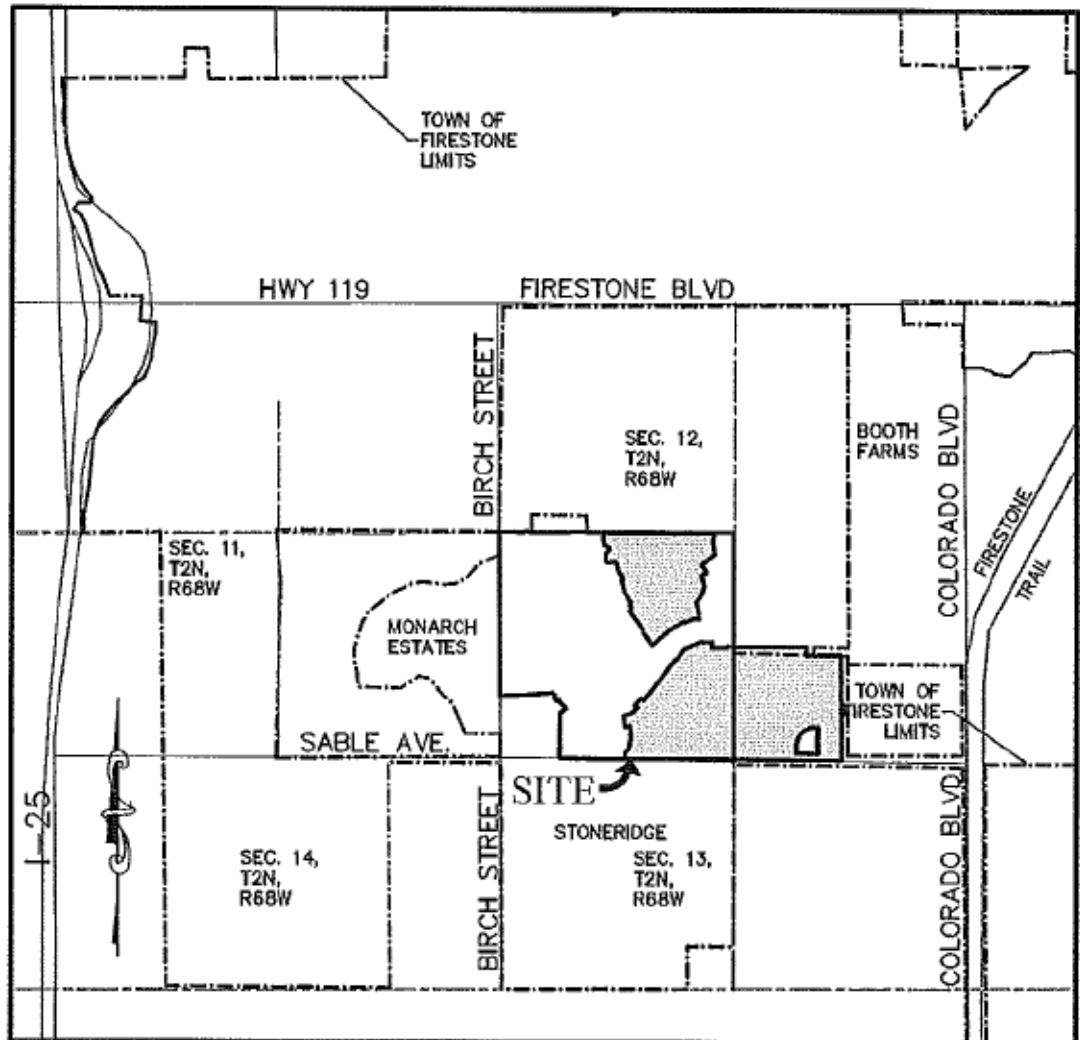 TOWN OF
FIRESTONE
LIMITS
HWY 119
FIRESTONE BLVD
BIRCH STREET
SEC. 12,
T2N,
R68W
BOOTH
FARMS
COLORADO BLVD
FIRESTONE
TRAIL
SEC. 11,
T2N,
R68W
MONARCH
ESTATES
TOWN OF
FIRESTONE
LIMITS
SABLE AVE.
SITE
I-25
BIRCH STREET
STONERIDGE
SEC. 14,
T2N,
R68W
SEC. 13,
T2N,
R68W
COLORADO BLVD